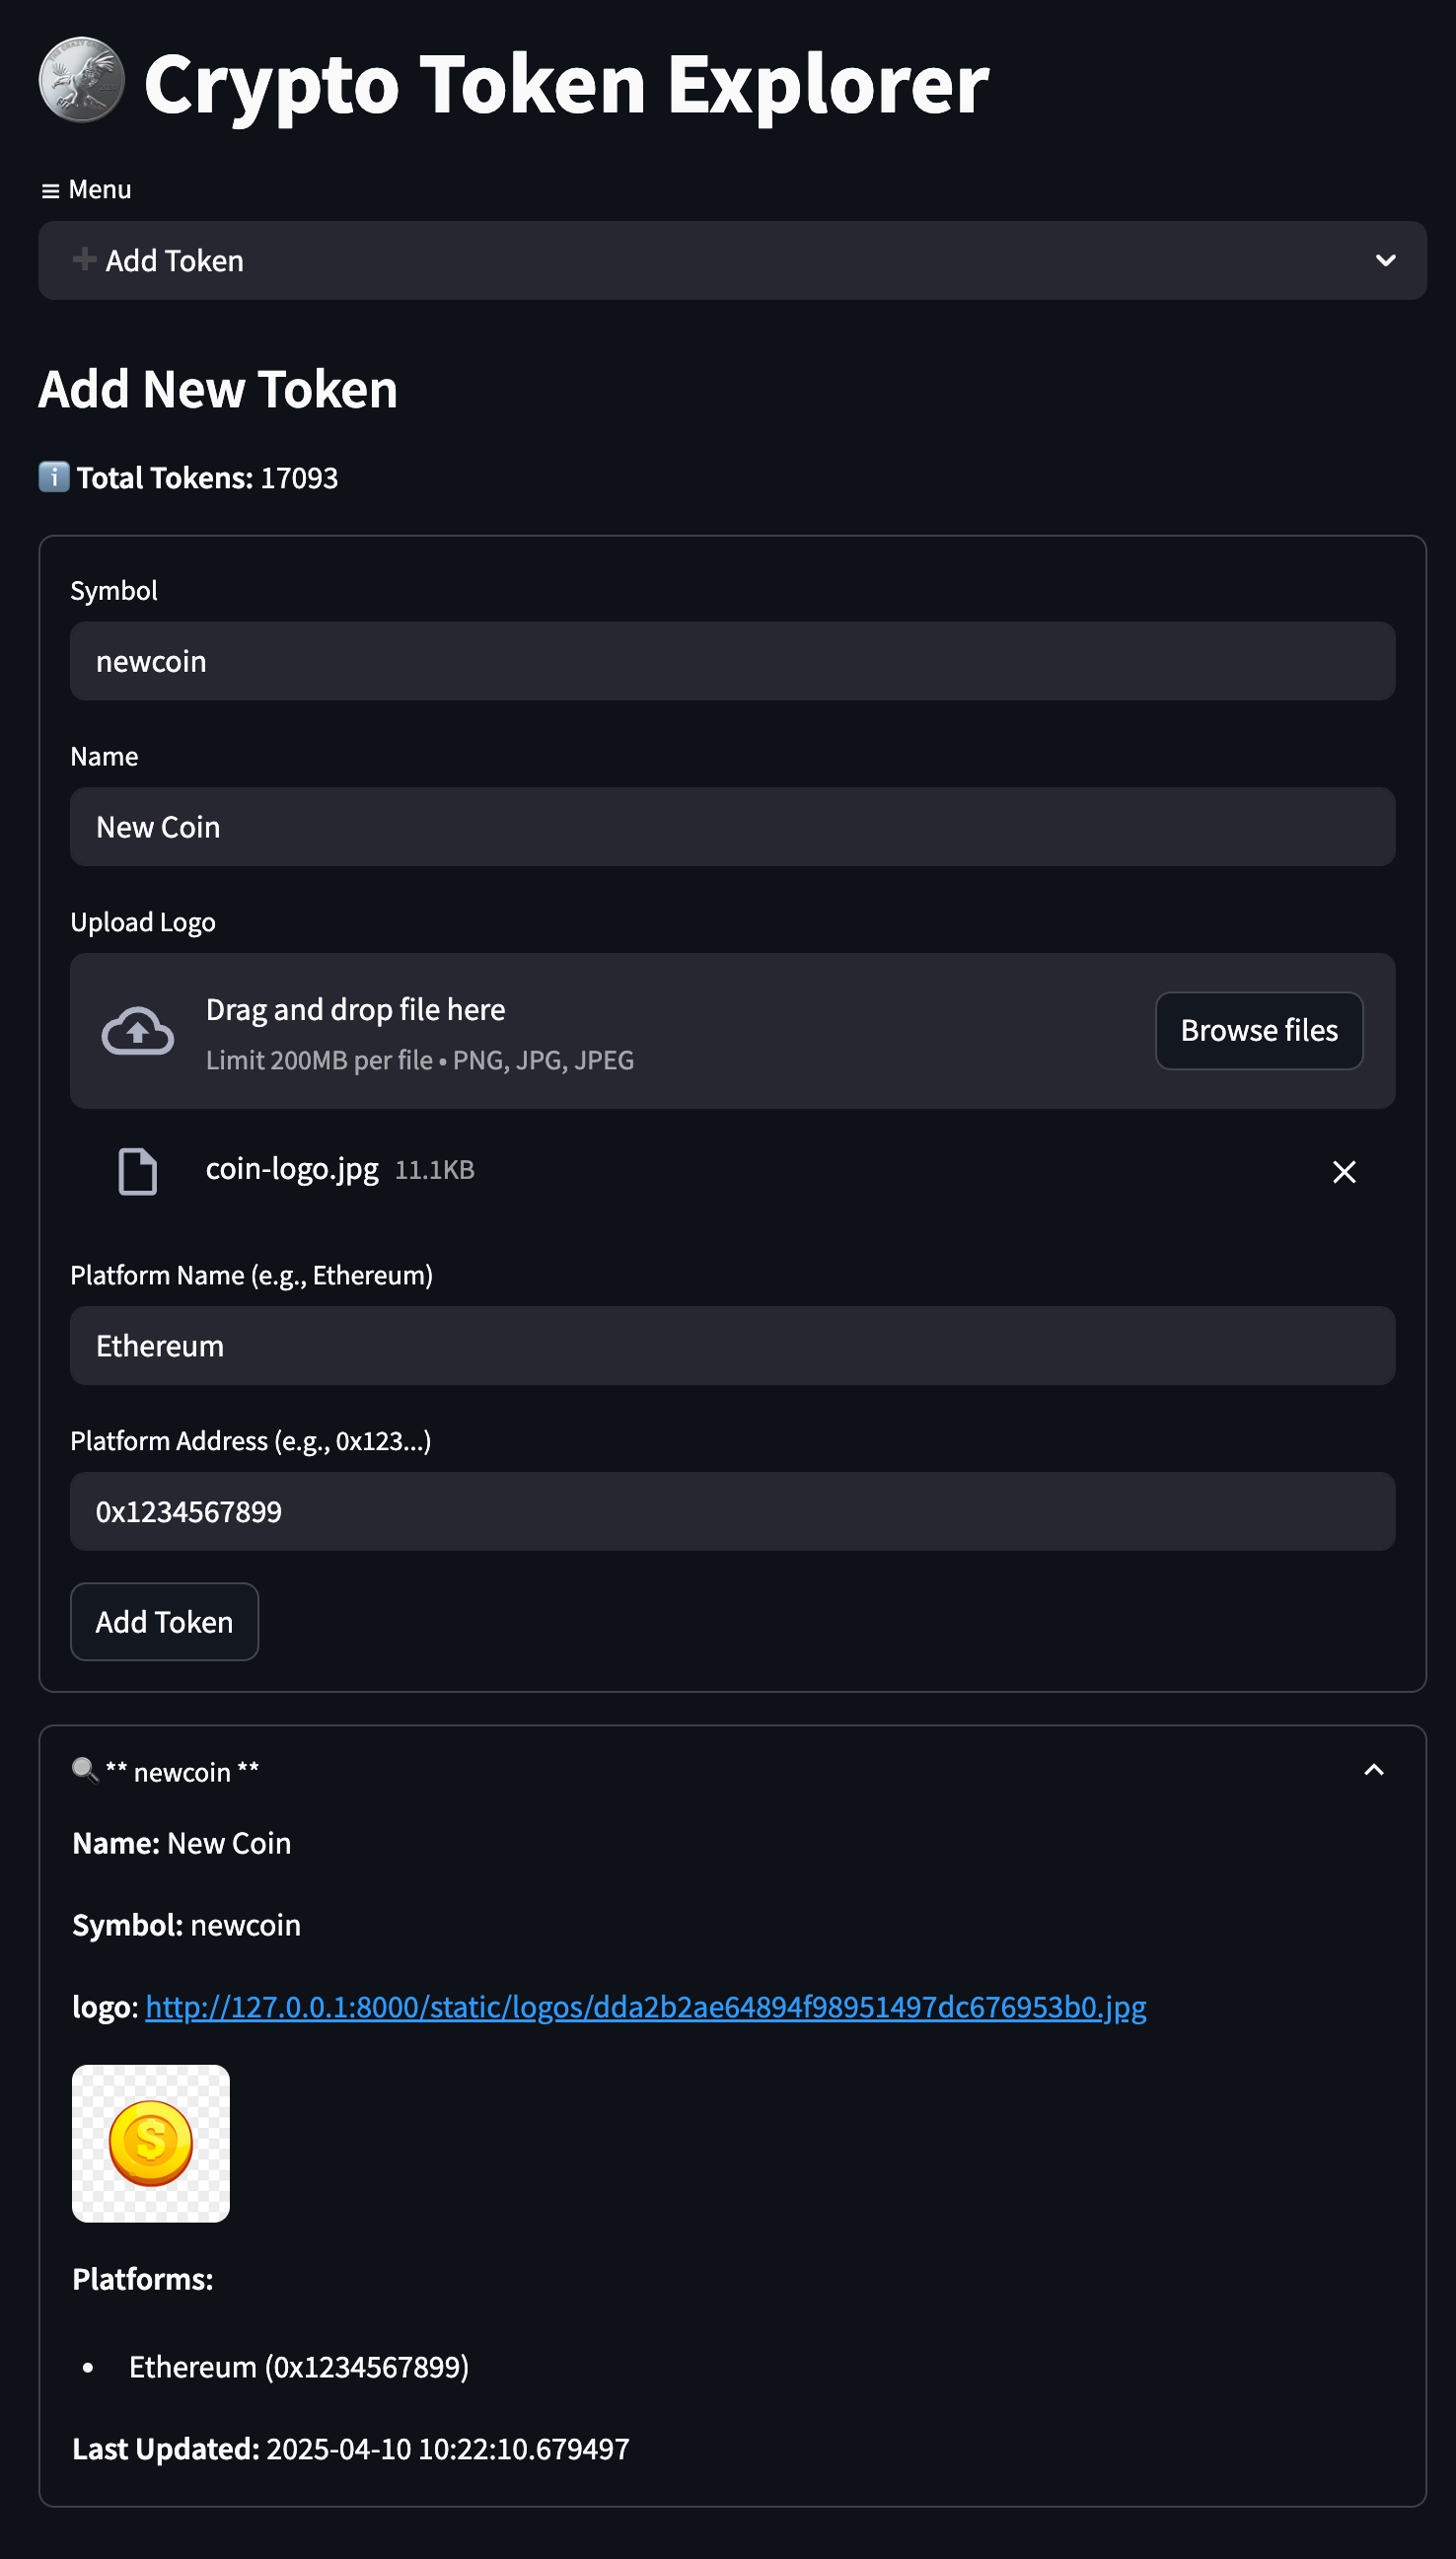 Crypto Token Explorer
≡ Menu
➕ Add Token
Add New Token
ℹ️ Total Tokens: 17093
Symbol
newcoin
Name
New Coin
Upload Logo
Drag and drop file here
Limit 200MB per file • PNG, JPG, JPEG
Browse files
coin-logo.jpg 11.1KB
Platform Name (e.g., Ethereum)
Ethereum
Platform Address (e.g., 0x123...)
0x1234567899
Add Token
🔍 ** newcoin **
Name: New Coin
Symbol: newcoin
logo: http://127.0.0.1:8000/static/logos/dda2b2ae64894f98951497dc676953b0.jpg
Platforms:
• Ethereum (0x1234567899)
Last Updated: 2025-04-10 10:22:10.679497